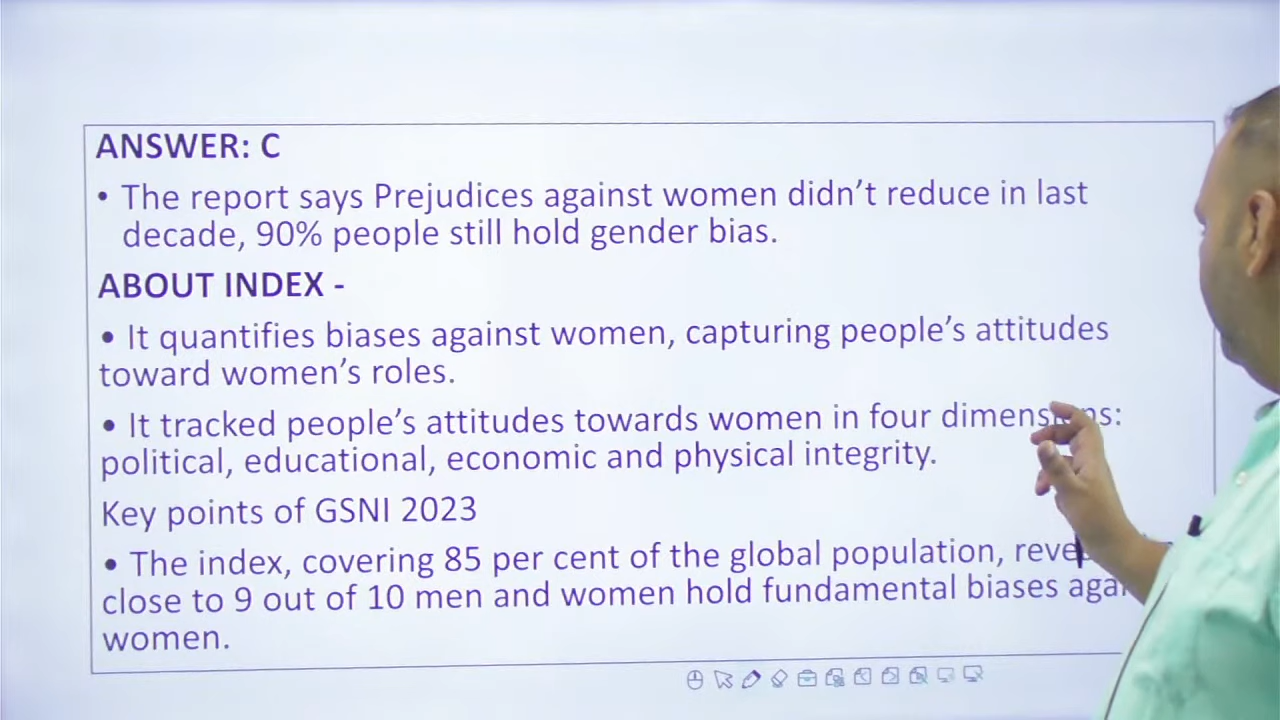 ANSWER: C
• The report says Prejudices against women didn't reduce in last
decade, 90% people still hold gender bias.
ABOUT INDEX -
• It quantifies biases against women, capturing people's attitudes
toward women's roles.
• It tracked people's attitudes towards women in four dimensions:
political, educational, economic and physical integrity.
Key points of GSNI 2023
• The index, covering 85 per cent of the global population,
close to 9 out of 10 men and women hold fundamental biases
women.